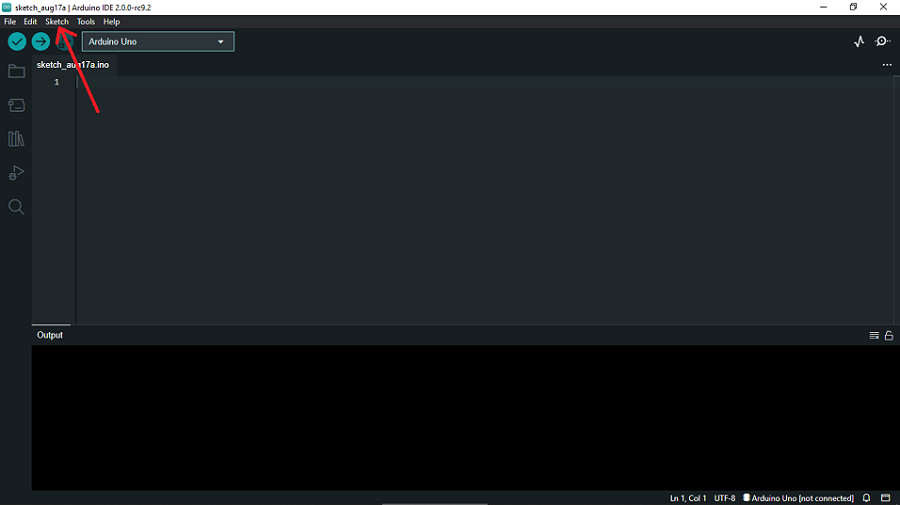 sketch_aug17a | Arduino IDE 2.0.0-rc9.2
File Edit Sketch Tools Help
Arduino Uno
sketch_aug17a.ino
1
Output
Ln 1, Col 1 UTF-8 Arduino Uno [not connected]